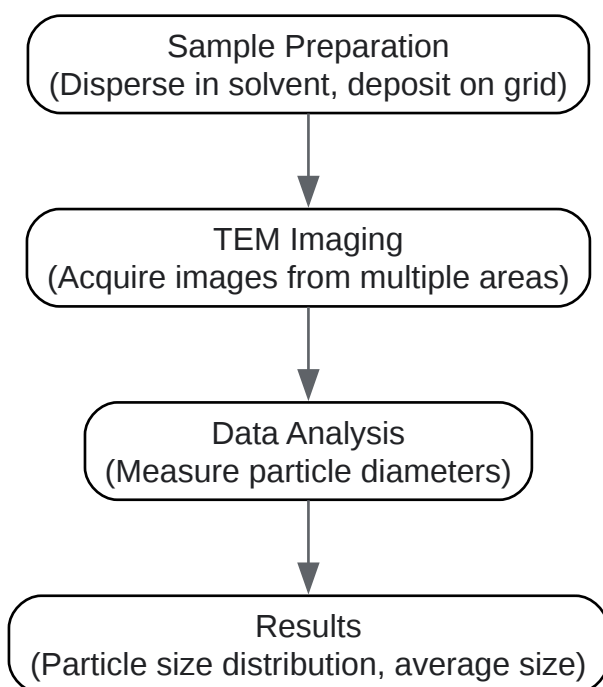 Sample Preparation
(Disperse in solvent, deposit on grid)
TEM Imaging
(Acquire images from multiple areas)
Data Analysis
(Measure particle diameters)
Results
(Particle size distribution, average size)